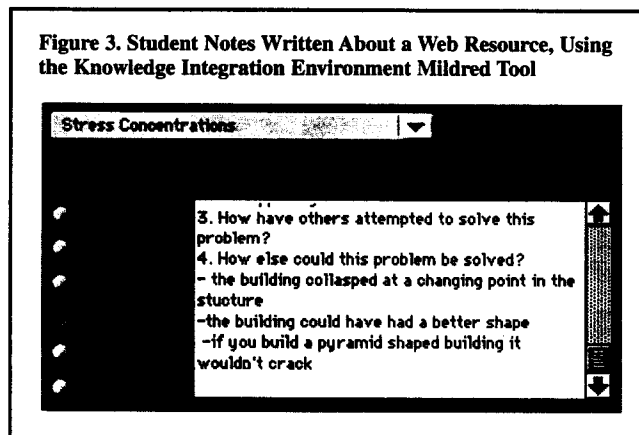 Figure 3. Student Notes Written About a Web Resource, Using
the Knowledge Integration Environment Mildred Tool
Stress Concentrations
3. How have others attempted to solve this
problem?
4. How else could this problem be solved?
- the building collasped at a changing point in the
stucture
-the building could have had a better shape
-if you build a pyramid shaped building it
wouldn't crack